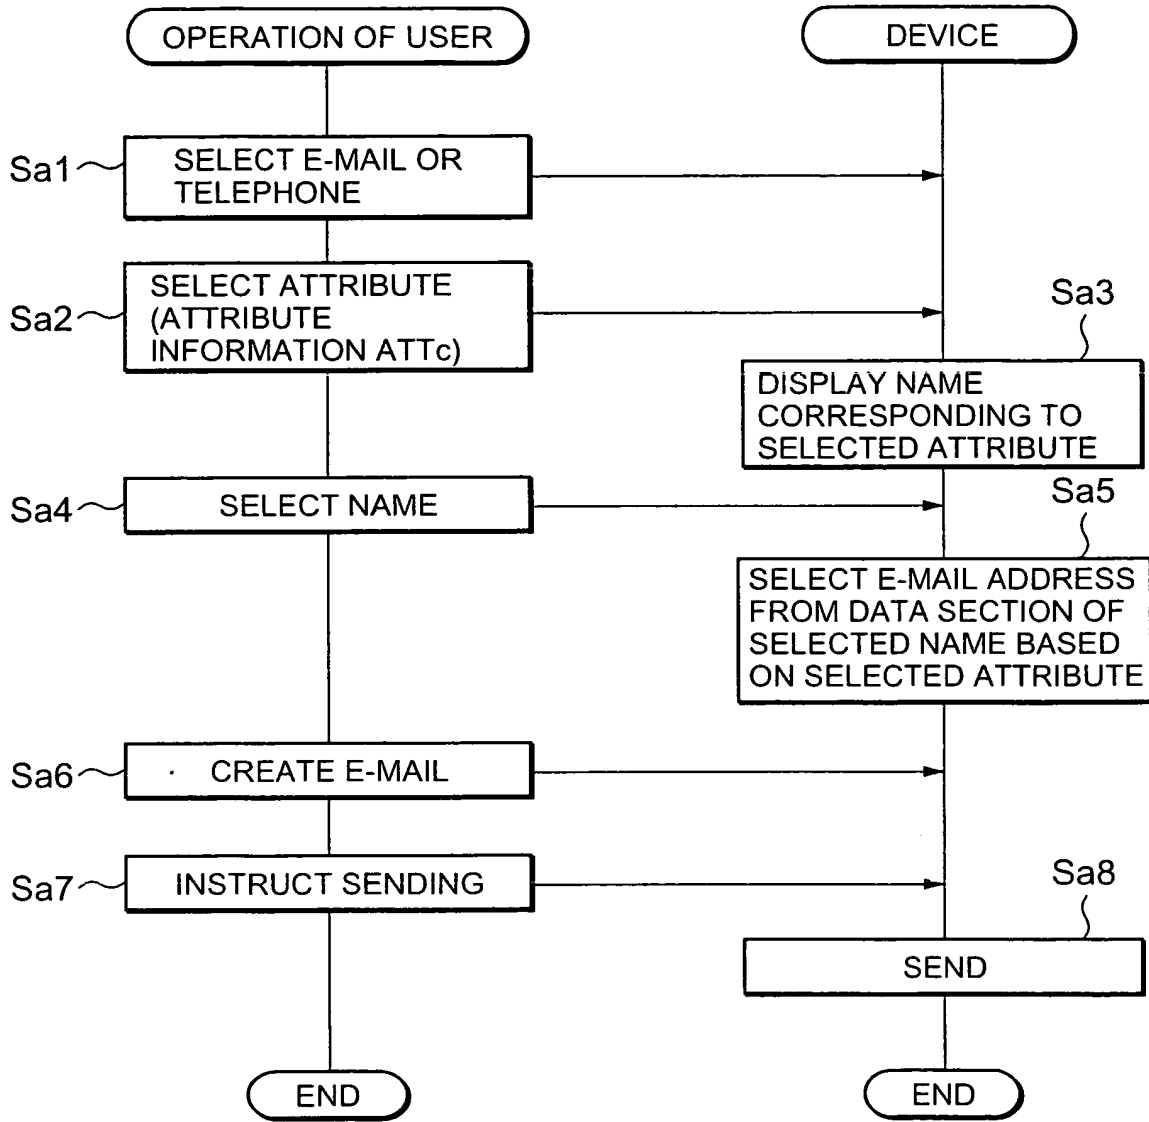 OPERATION OF USER
DEVICE
Sa1
SELECT E-MAIL OR
TELEPHONE
Sa2
SELECT ATTRIBUTE
(ATTRIBUTE
INFORMATION ATTc)
Sa3
DISPLAY NAME
CORRESPONDING TO
SELECTED ATTRIBUTE
Sa4
SELECT NAME
Sa5
SELECT E-MAIL ADDRESS
FROM DATA SECTION OF
SELECTED NAME BASED
ON SELECTED ATTRIBUTE
Sa6
CREATE E-MAIL
Sa7
INSTRUCT SENDING
Sa8
SEND
END
END